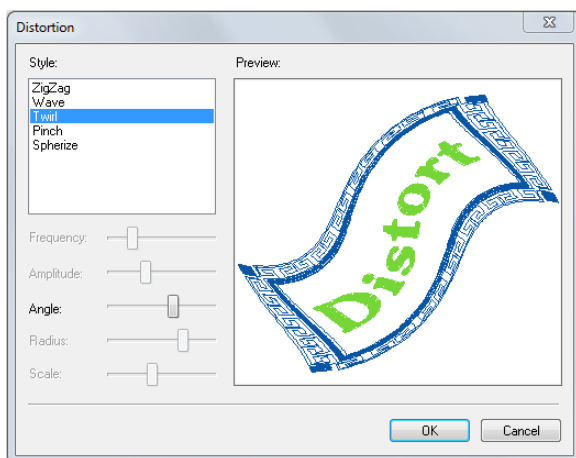 Distortion
Style:
ZigZag
Wave
Twirl
Pinch
Spherize
Frequency:
Amplitude:
Angle:
Radius:
Scale:
Preview:
Distort
OK
Cancel